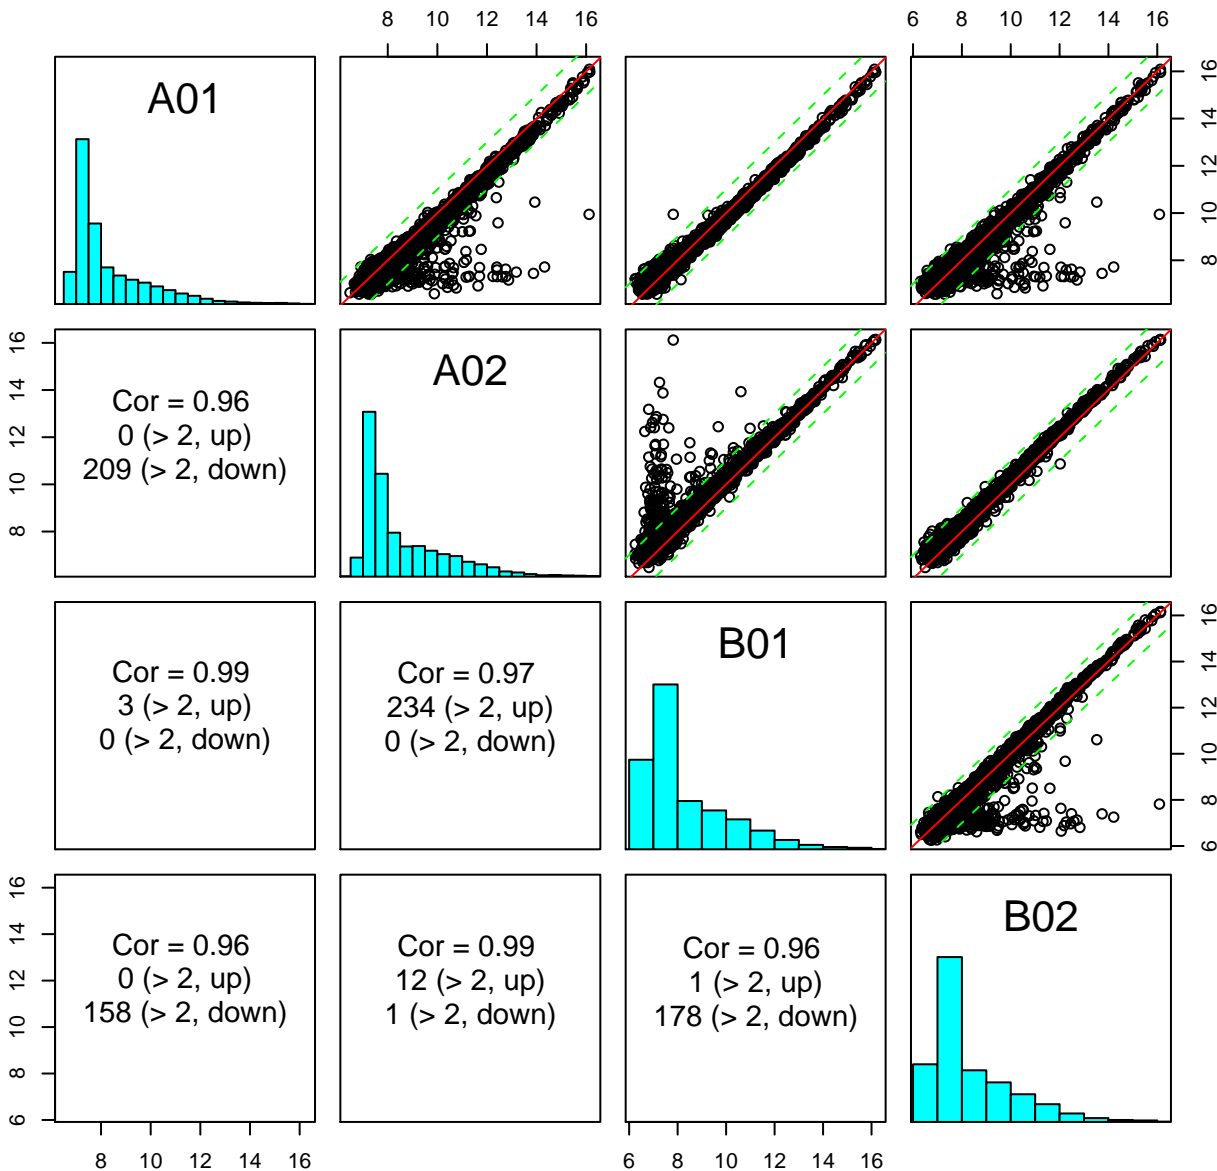 8 10 12 14 16
6 8 10 12 14 16
A01
8 10 12 14 16
8 10 12 14 16
Cor = 0.96
0 (> 2, up)
209 (> 2, down)
A02
Cor = 0.99
3 (> 2, up)
0 (> 2, down)
Cor = 0.97
234 (> 2, up)
0 (> 2, down)
B01
6 8 10 12 14 16
6 8 10 12 14 16
Cor = 0.96
0 (> 2, up)
158 (> 2, down)
Cor = 0.99
12 (> 2, up)
1 (> 2, down)
Cor = 0.96
1 (> 2, up)
178 (> 2, down)
B02
8 10 12 14 16
6 8 10 12 14 16